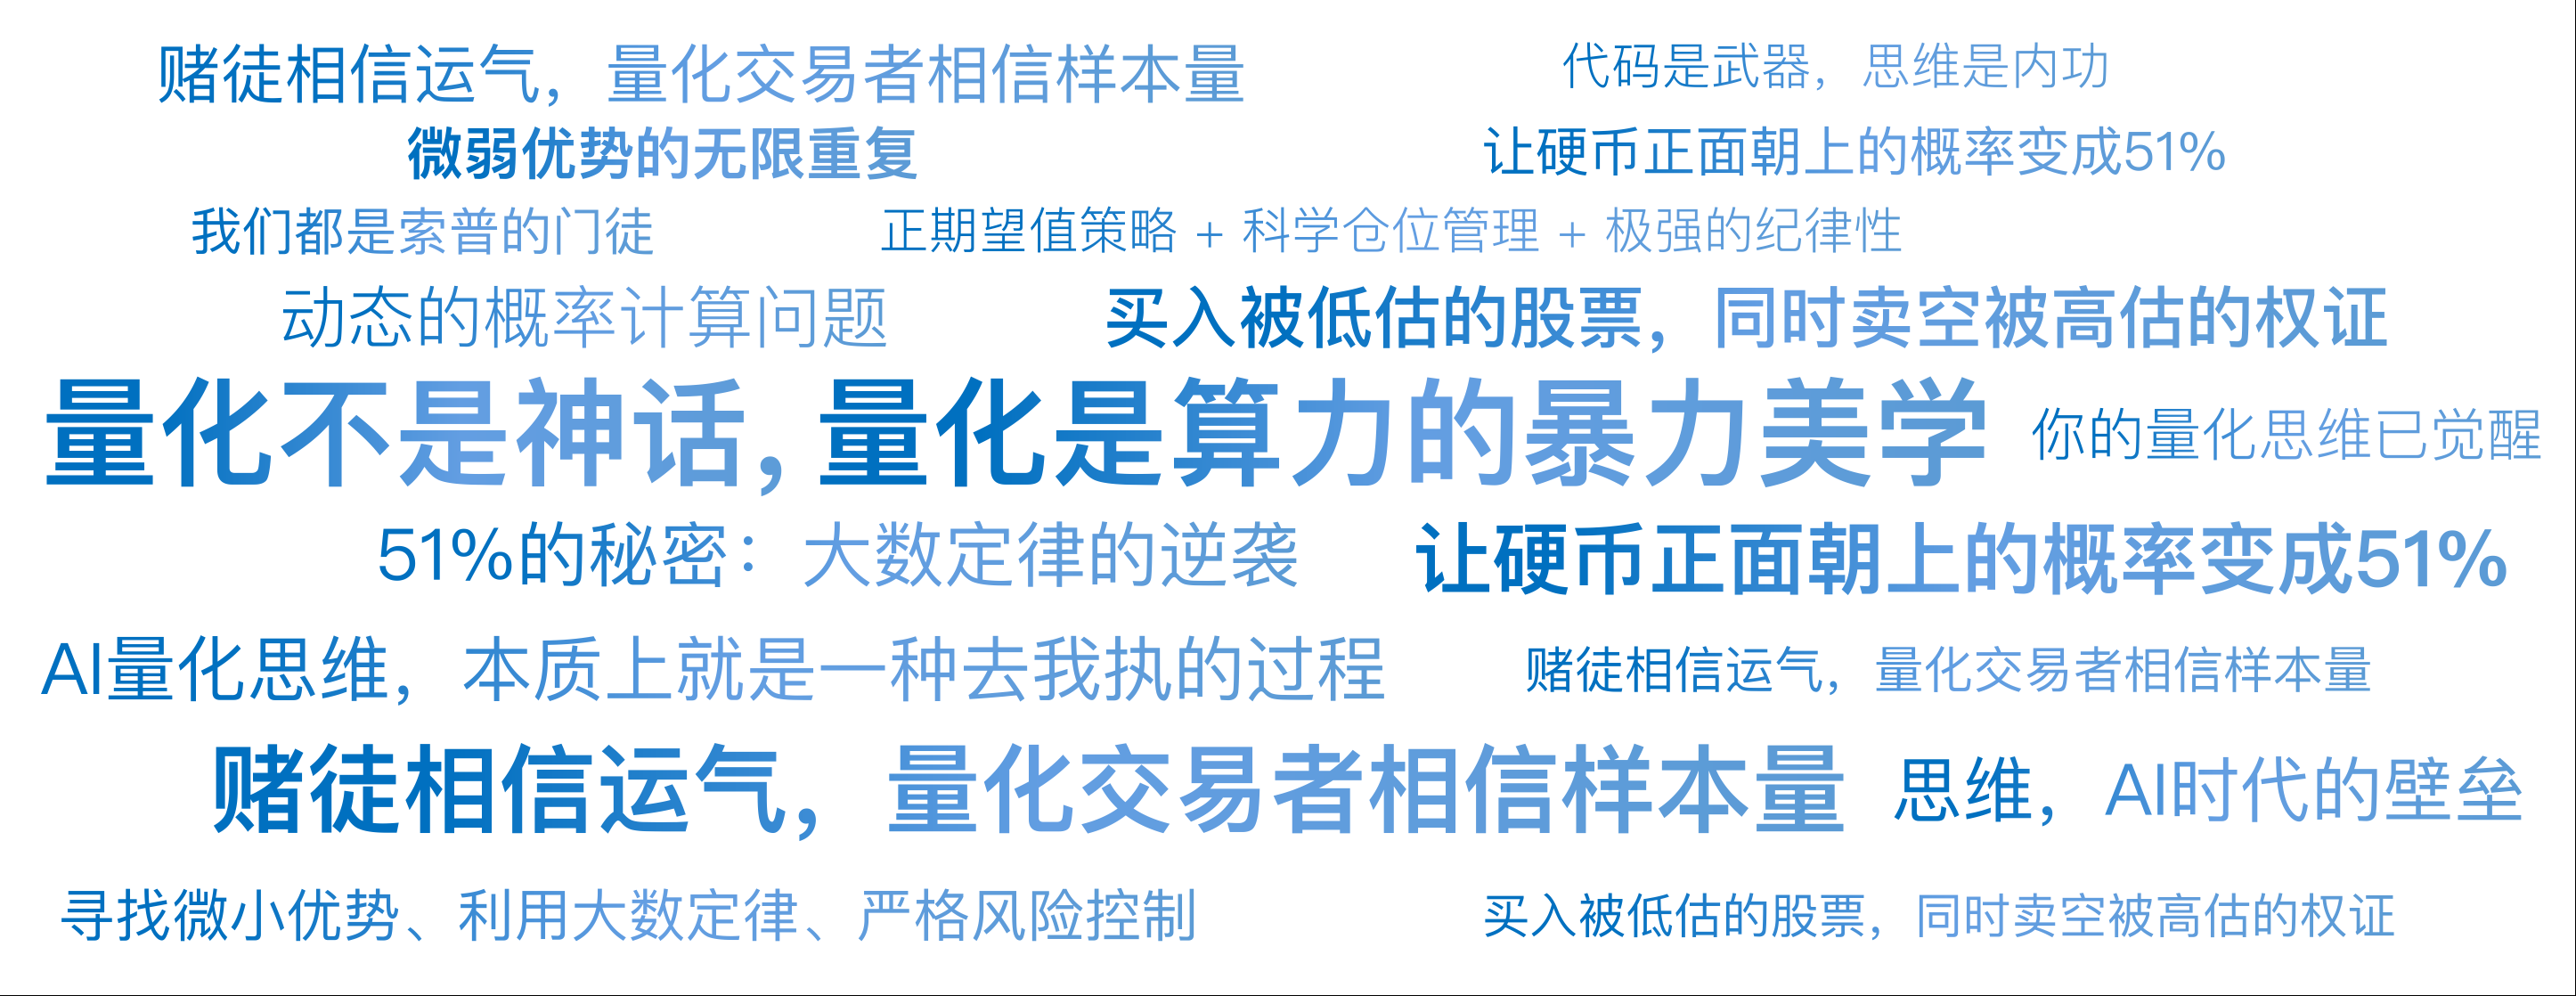 赌徒相信运气，量化交易者相信样本量
代码是武器，思维是内功
微弱优势的无限重复
让硬币正面朝上的概率变成51%
我们都是索普的门徒
正期望值策略 + 科学仓位管理 + 极强的纪律性
动态的概率计算问题
买入被低估的股票，同时卖空被高估的权证
量化不是神话，量化是算力的暴力美学
你的量化思维已觉醒
51%的秘密：大数定律的逆袭
让硬币正面朝上的概率变成51%
AI量化思维，本质上就是一种去我执的过程
赌徒相信运气，量化交易者相信样本量
赌徒相信运气，量化交易者相信样本量
思维，AI时代的壁垒
寻找微小优势、利用大数定律、严格风险控制
买入被低估的股票，同时卖空被高估的权证